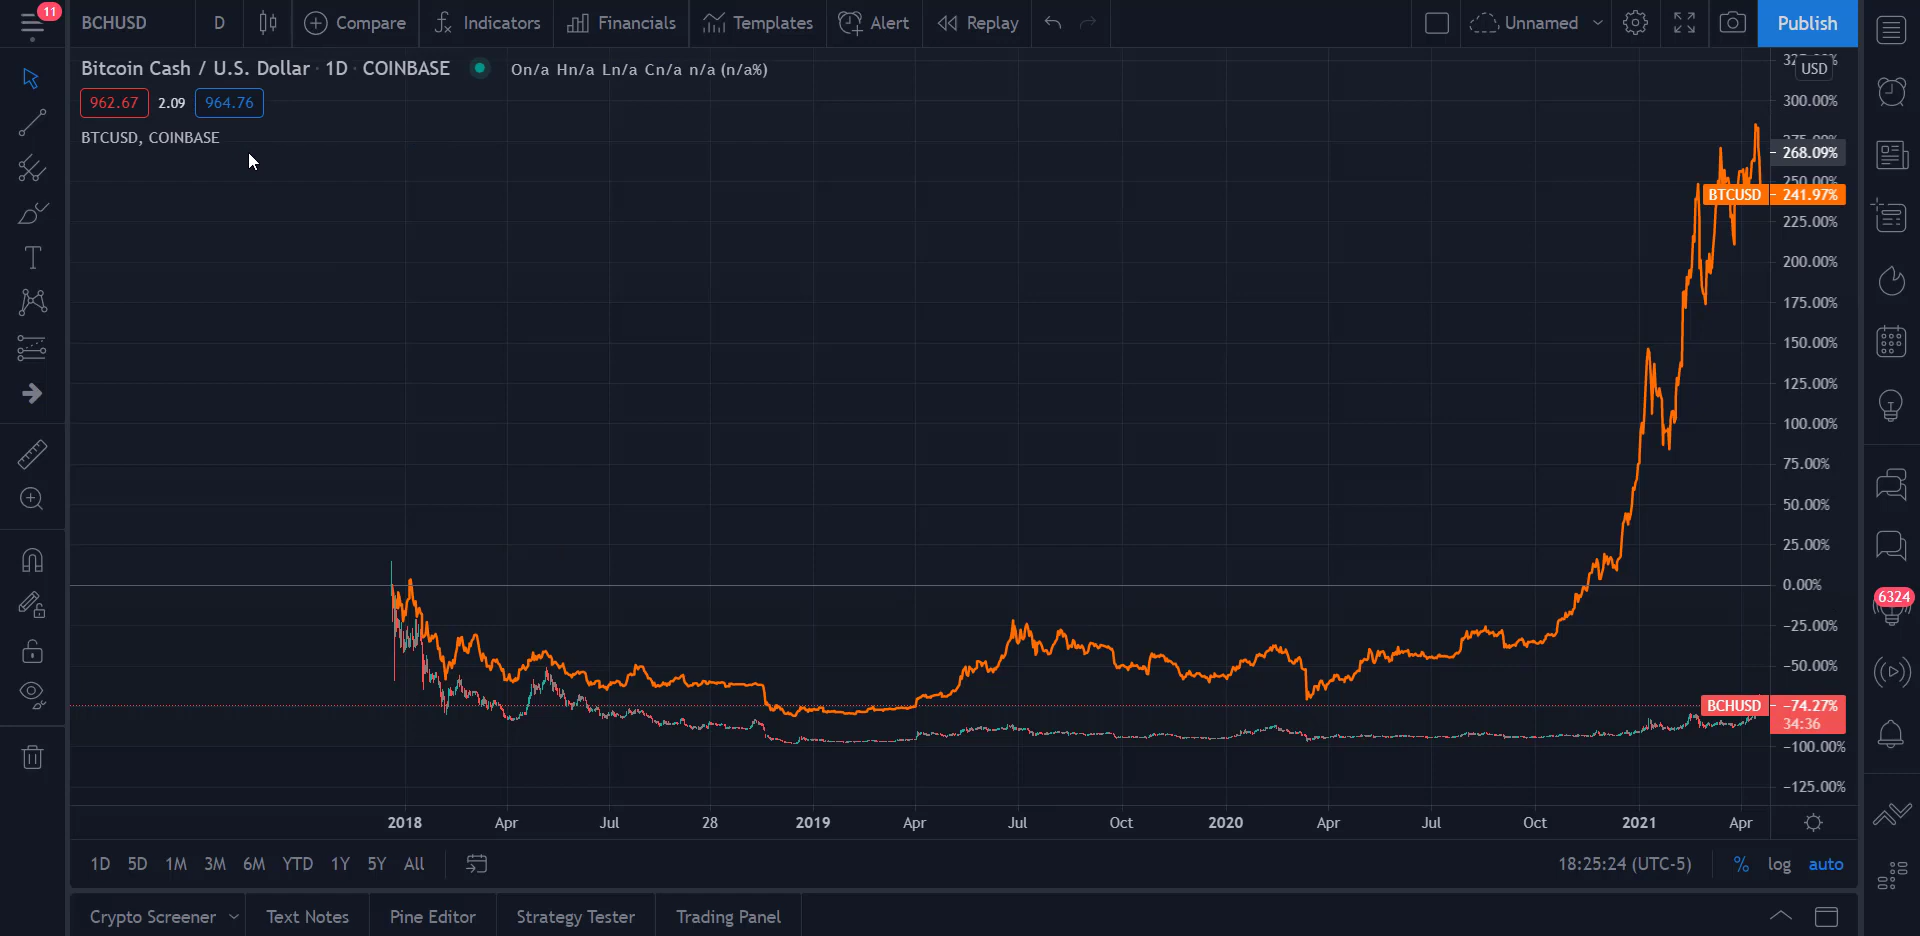 11
BCHUSD D Compare Indicators Financials Templates Alert Replay Unnamed Publish
Bitcoin Cash / U.S. Dollar · 1D · COINBASE On/a Hn/a Ln/a Cn/a n/a (n/a%)
USD
962.67 2.09 964.76
BTCUSD, COINBASE
300.00%
268.09%
250.00%
BTCUSD 241.97%
225.00%
200.00%
175.00%
150.00%
125.00%
100.00%
75.00%
50.00%
25.00%
0.00%
6324
−25.00%
−50.00%
BCHUSD −74.27%
34:36
−100.00%
−125.00%
2018 Apr Jul 28 2019 Apr Jul Oct 2020 Apr Jul Oct 2021 Apr
1D 5D 1M 3M 6M YTD 1Y 5Y All 18:25:24 (UTC-5) % log auto
Crypto Screener Text Notes Pine Editor Strategy Tester Trading Panel